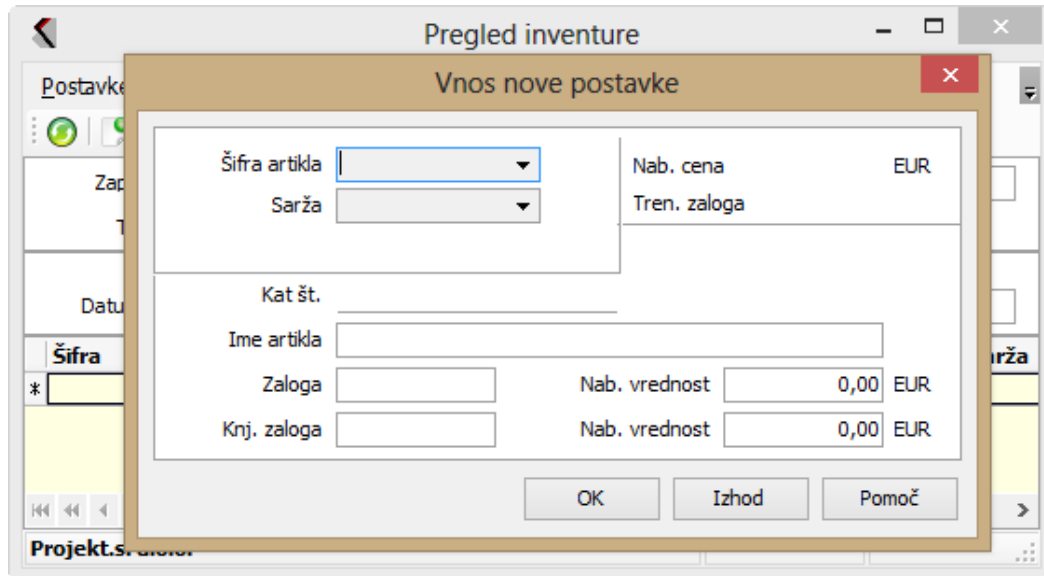 Pregled inventure
Vnos nove postavke
Postavke
Šifra artikla
Nab. cena EUR
Sarža
Tren. zaloga
Kat št.
Ime artikla
Šifra
Zaloga
Nab. vrednost 0,00 EUR
Knj. zaloga
Nab. vrednost 0,00 EUR
OK Izhod Pomoč